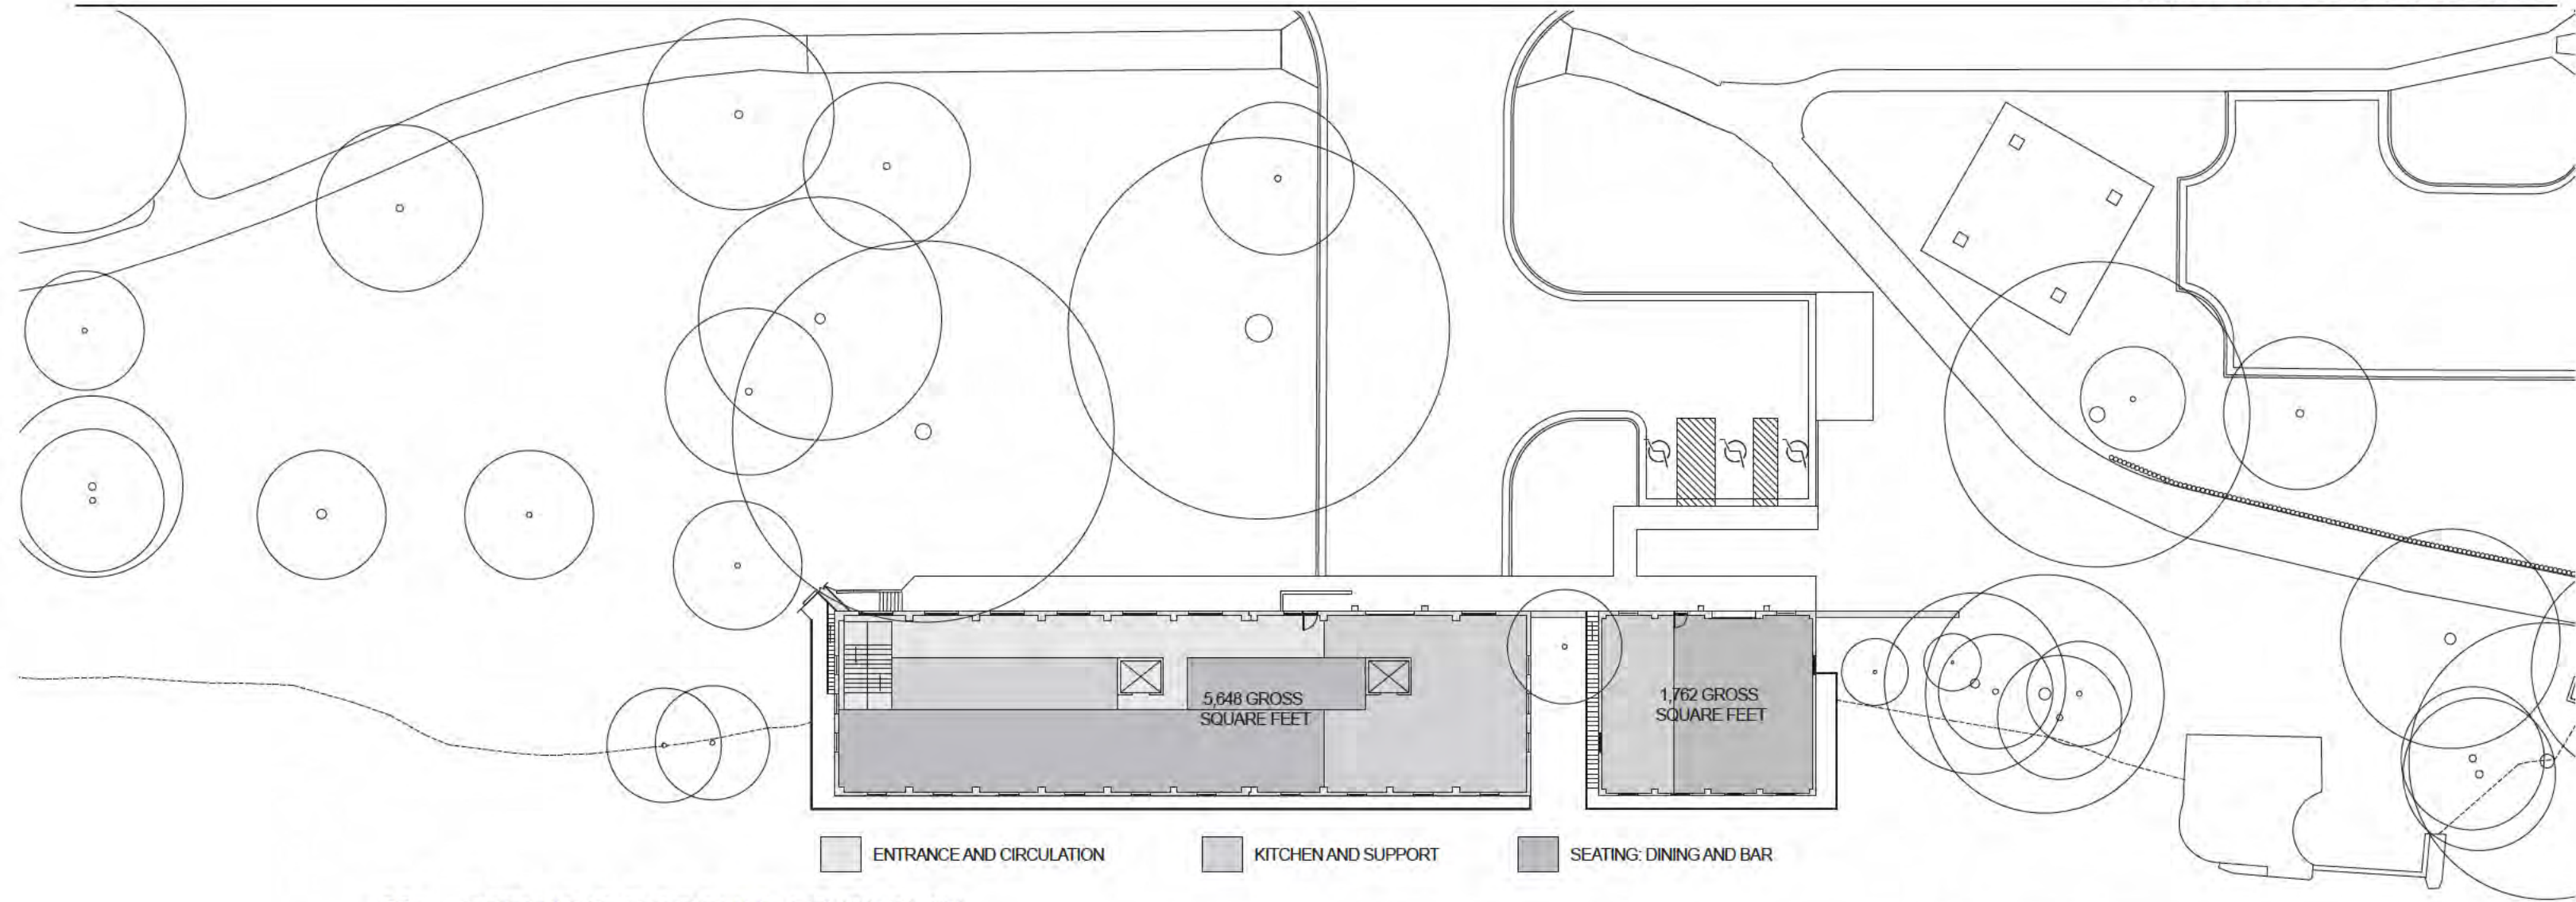 5,648 GROSS
SQUARE FEET
1,762 GROSS
SQUARE FEET
ENTRANCE AND CIRCULATION
KITCHEN AND SUPPORT
SEATING: DINING AND BAR